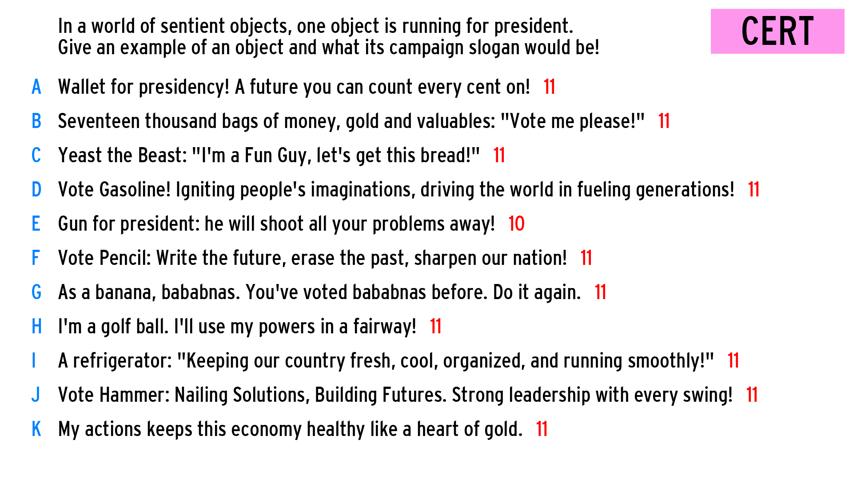 In a world of sentient objects, one object is running for president.
Give an example of an object and what its campaign slogan would be!
CERT
A Wallet for presidency! A future you can count every cent on! 11
B Seventeen thousand bags of money, gold and valuables: "Vote me please!" 11
C Yeast the Beast: "I'm a Fun Guy, let's get this bread!" 11
D Vote Gasoline! Igniting people's imaginations, driving the world in fueling generations! 11
E Gun for president: he will shoot all your problems away! 10
F Vote Pencil: Write the future, erase the past, sharpen our nation! 11
G As a banana, bababnas. You've voted bababnas before. Do it again. 11
H I'm a golf ball. I'll use my powers in a fairway! 11
I A refrigerator: "Keeping our country fresh, cool, organized, and running smoothly!" 11
J Vote Hammer: Nailing Solutions, Building Futures. Strong leadership with every swing! 11
K My actions keeps this economy healthy like a heart of gold. 11